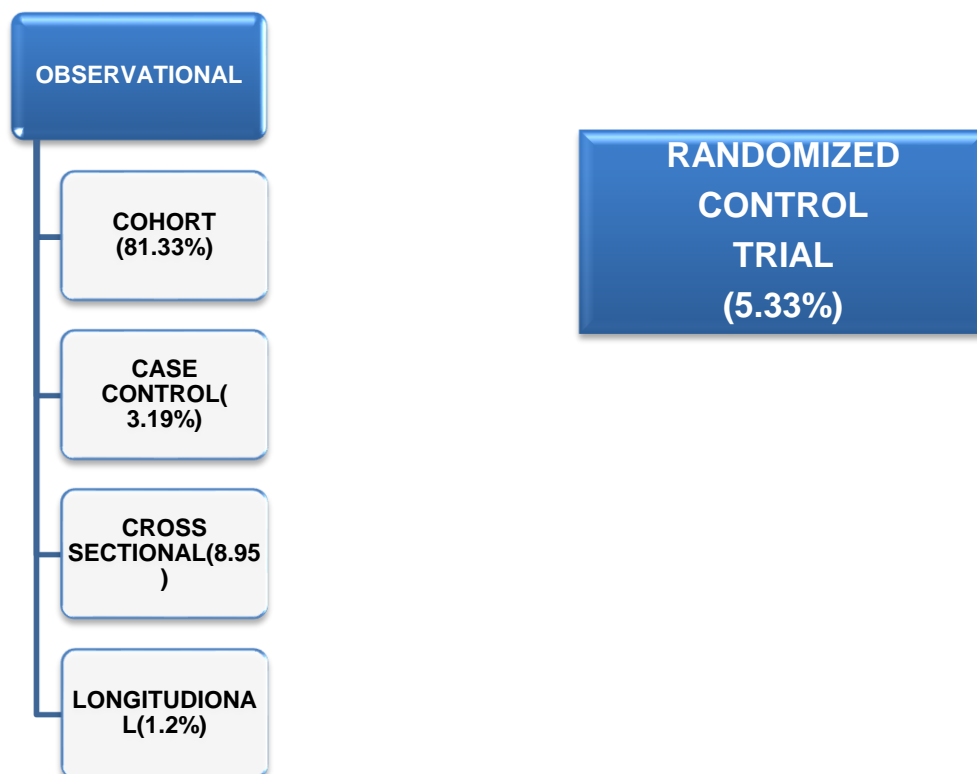 OBSERVATIONAL
COHORT
(81.33%)
CASE
CONTROL(
3.19%)
CROSS
SECTIONAL(8.95
)
LONGITUDIONA
L(1.2%)
RANDOMIZED
CONTROL
TRIAL
(5.33%)